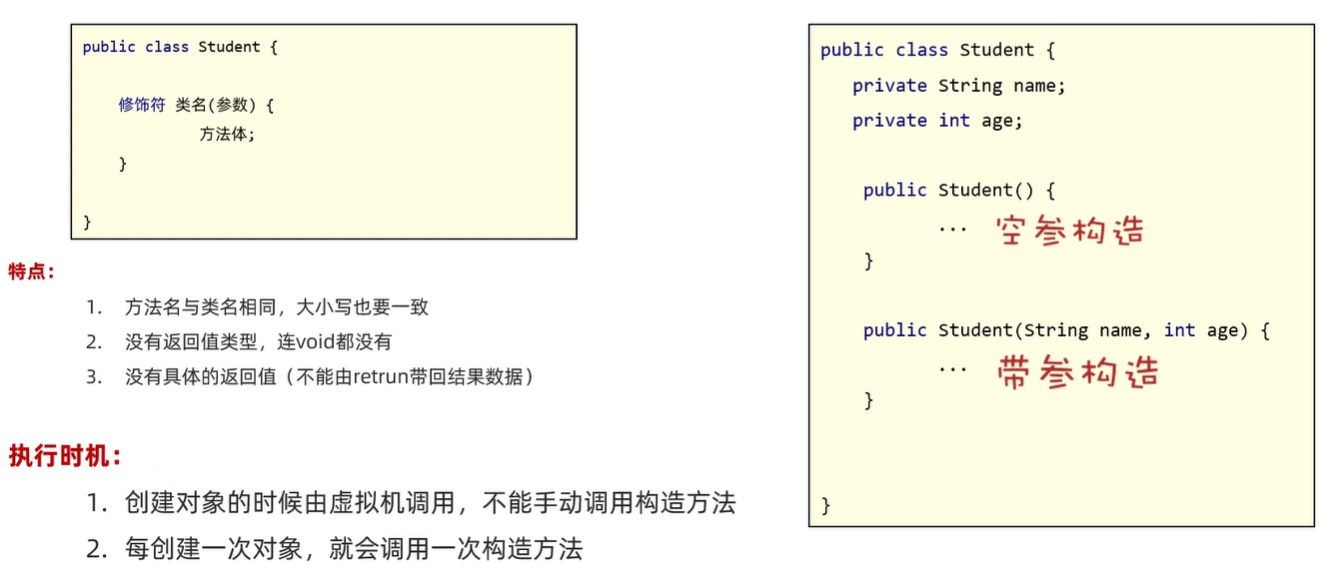 public class Student {
修饰符 类名(参数) {
方法体;
}
}
特点：
1. 方法名与类名相同，大小写也要一致
2. 没有返回值类型，连void都没有
3. 没有具体的返回值（不能由retrun带回结果数据）
执行时机：
1. 创建对象的时候由虚拟机调用，不能手动调用构造方法
2. 每创建一次对象，就会调用一次构造方法
public class Student {
private String name;
private int age;
public Student() {
... 空参构造
}
public Student(String name, int age) {
... 带参构造
}
}